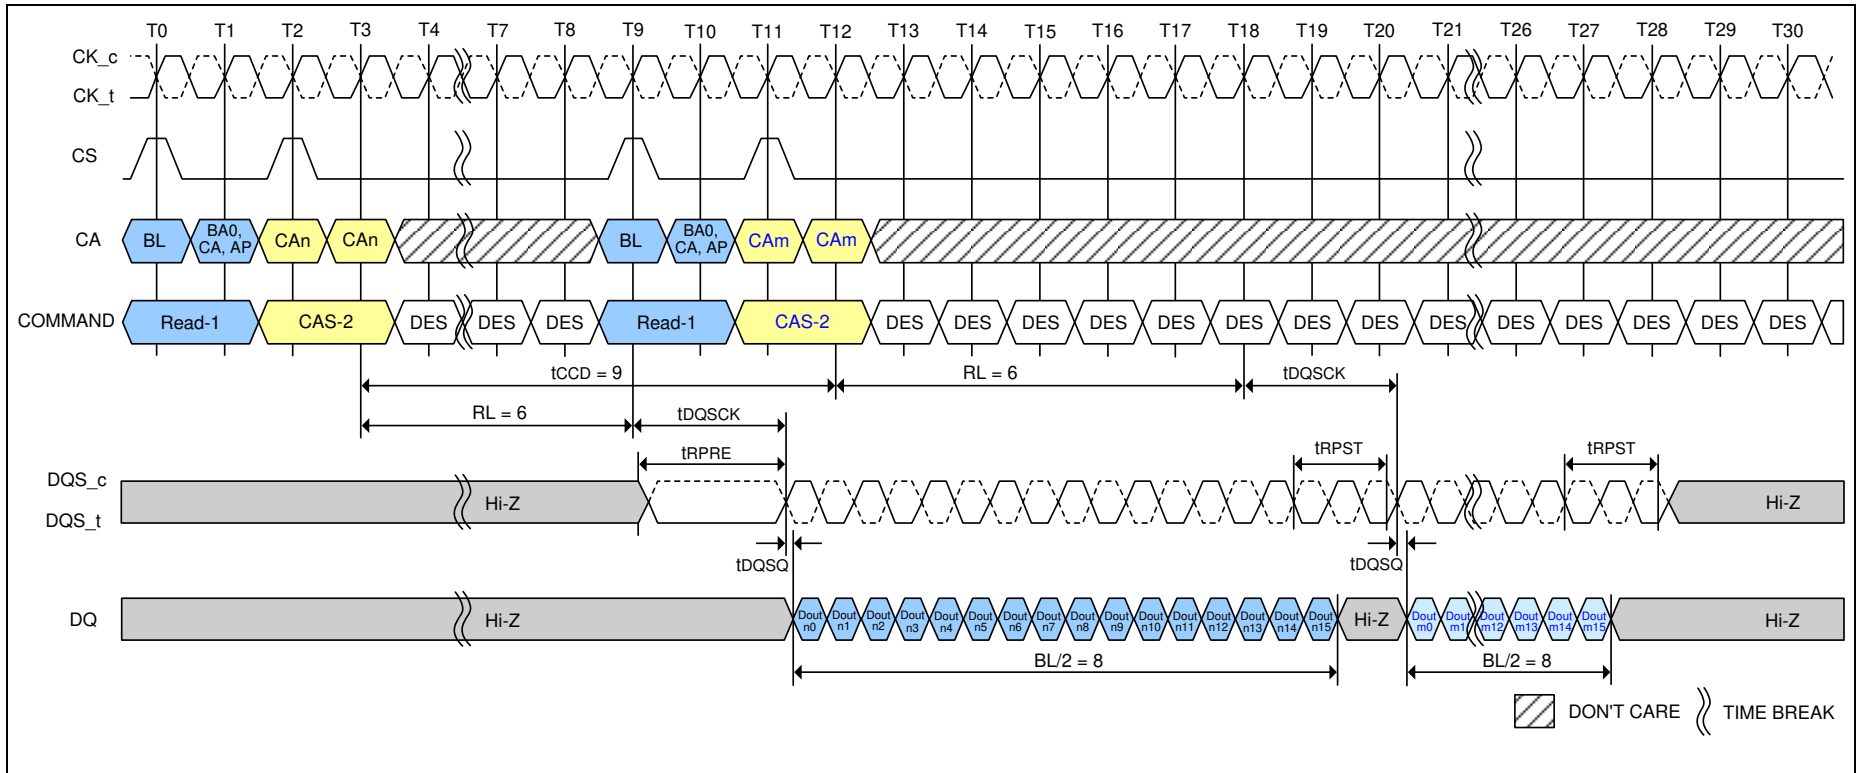 T0 T1 T2 T3 T4 T7 T8 T9 T10 T11 T12 T13 T14 T15 T16 T17 T18 T19 T20 T21 T26 T27 T28 T29 T30
CK_c
CK_t
CS
CA BL BA0, CA, AP CAn CAn BL BA0, CA, AP CAm CAm
COMMAND Read-1 CAS-2 DES DES DES Read-1 CAS-2 DES DES DES DES DES DES DES DES DES DES DES DES DES DES
tCCD = 9 RL = 6 tDQSCK
RL = 6 tDQSCK
tRPRE tRPST tRPST
DQS_c
DQS_t Hi-Z Hi-Z
tDQSQ tDQSQ
DQ Hi-Z Dout n0 Dout n1 Dout n2 Dout n3 Dout n4 Dout n5 Dout n6 Dout n7 Dout n8 Dout n9 Dout n10 Dout n11 Dout n12 Dout n13 Dout n14 Dout n15 Hi-Z Dout m0 Dout m1 Dout m12 Dout m13 Dout m14 Dout m15 Hi-Z
BL/2 = 8 BL/2 = 8
DON'T CARE TIME BREAK